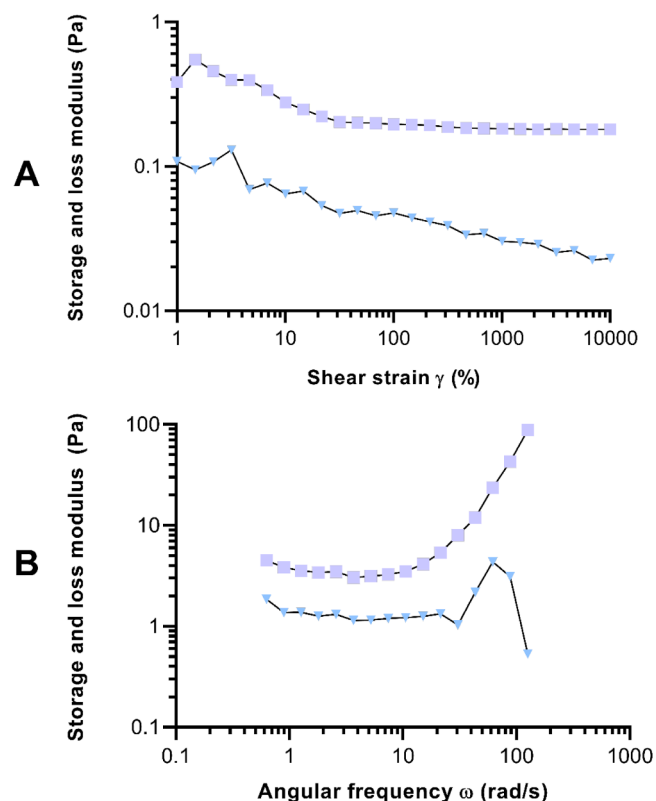 A
Storage and loss modulus (Pa)
1
0.1
0.01
1
10
100
1000
10000
Shear strain γ (%)
B
Storage and loss modulus (Pa)
100
10
1
0.1
0.1
1
10
100
1000
Angular frequency ω (rad/s)